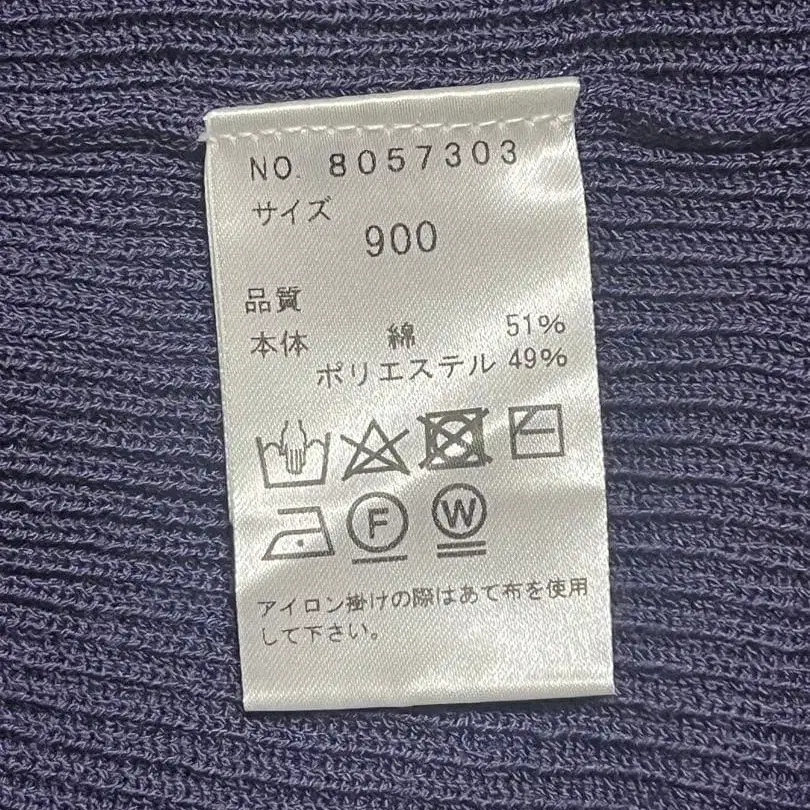 NO. 8057303
サイズ
900
品質
本体 綿 51%
ポリエステル 49%
F W
アイロン掛けの際はあて布を使用
して下さい。